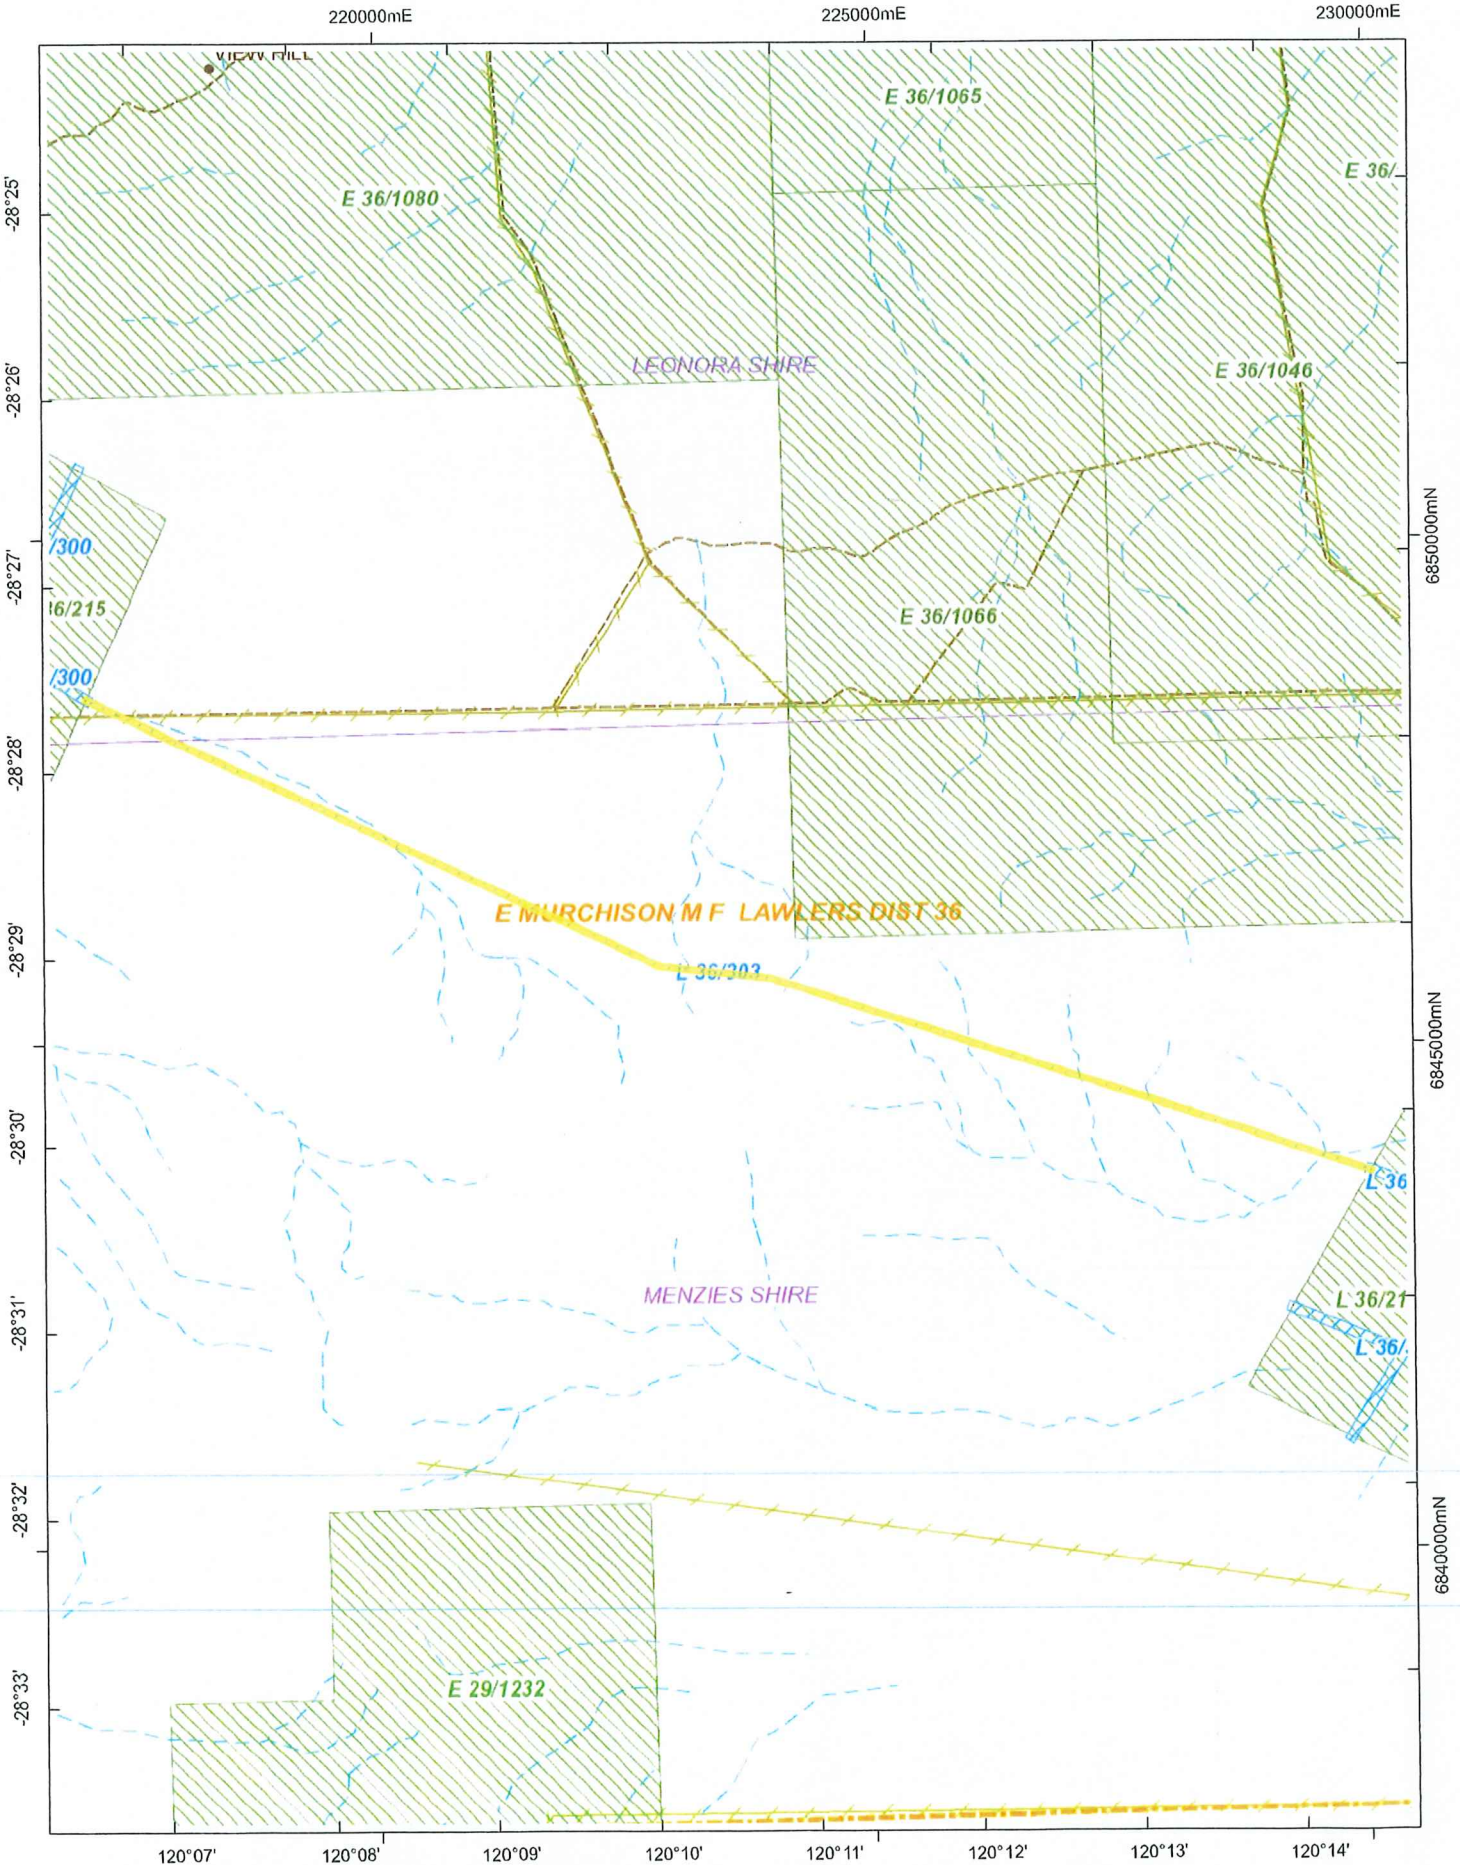 220000mE
225000mE
230000mE
VIEW HILL
E 36/1065
E 36/
-28°25'
E 36/1080
LEONORA SHIRE
E 36/1046
-28°26'
6850000mN
/300
-28°27'
36/215
E 36/1066
/300
-28°28'
E MURCHISON M F LAWLERS DIST 36
-28°29'
L 36/303
6845000mN
-28°30'
L 36
MENZIES SHIRE
L 36/21
-28°31'
L 36/
-28°32'
6840000mN
E 29/1232
-28°33'
120°07'
120°08'
120°09'
120°10'
120°11'
120°12'
120°13'
120°14'